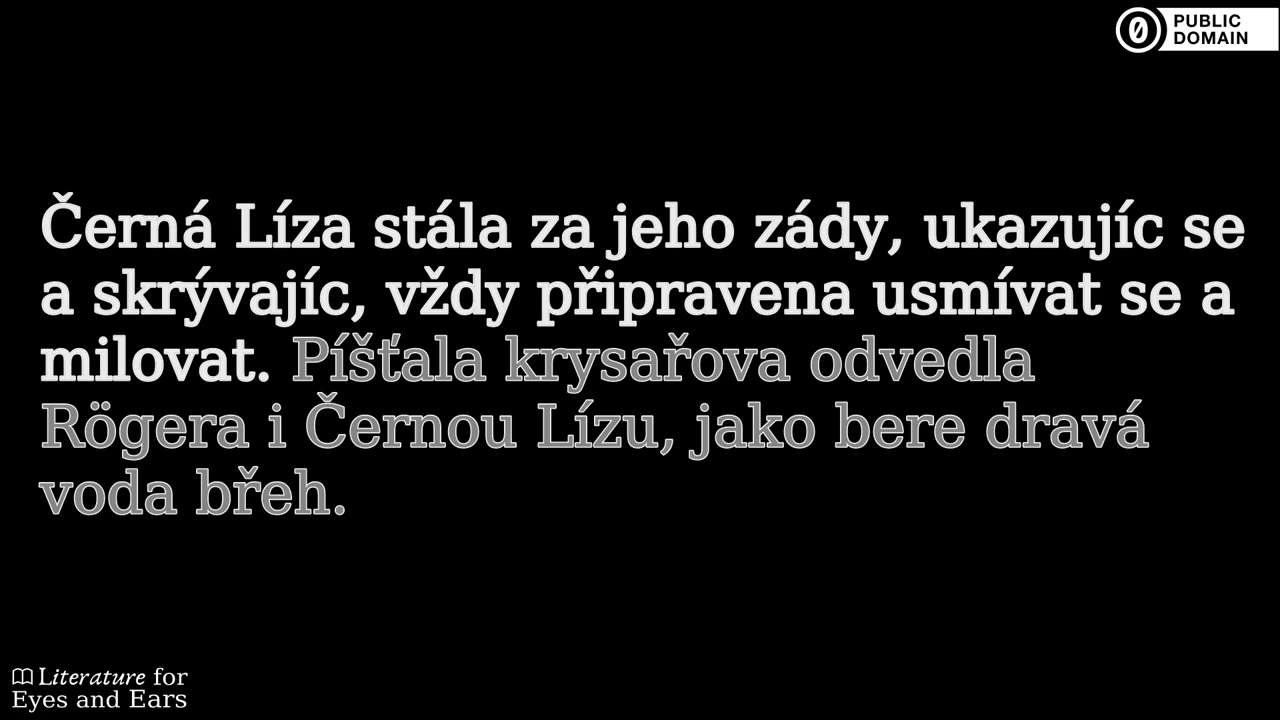 PUBLIC
DOMAIN
Černá Líza stála za jeho zády, ukazujíc se
a skrývajíc, vždy připravena usmívat se a
milovat. Píšťala krysařova odvedla
Rögera i Černou Lízu, jako bere dravá
voda břeh.
Literature for
Eyes and Ears